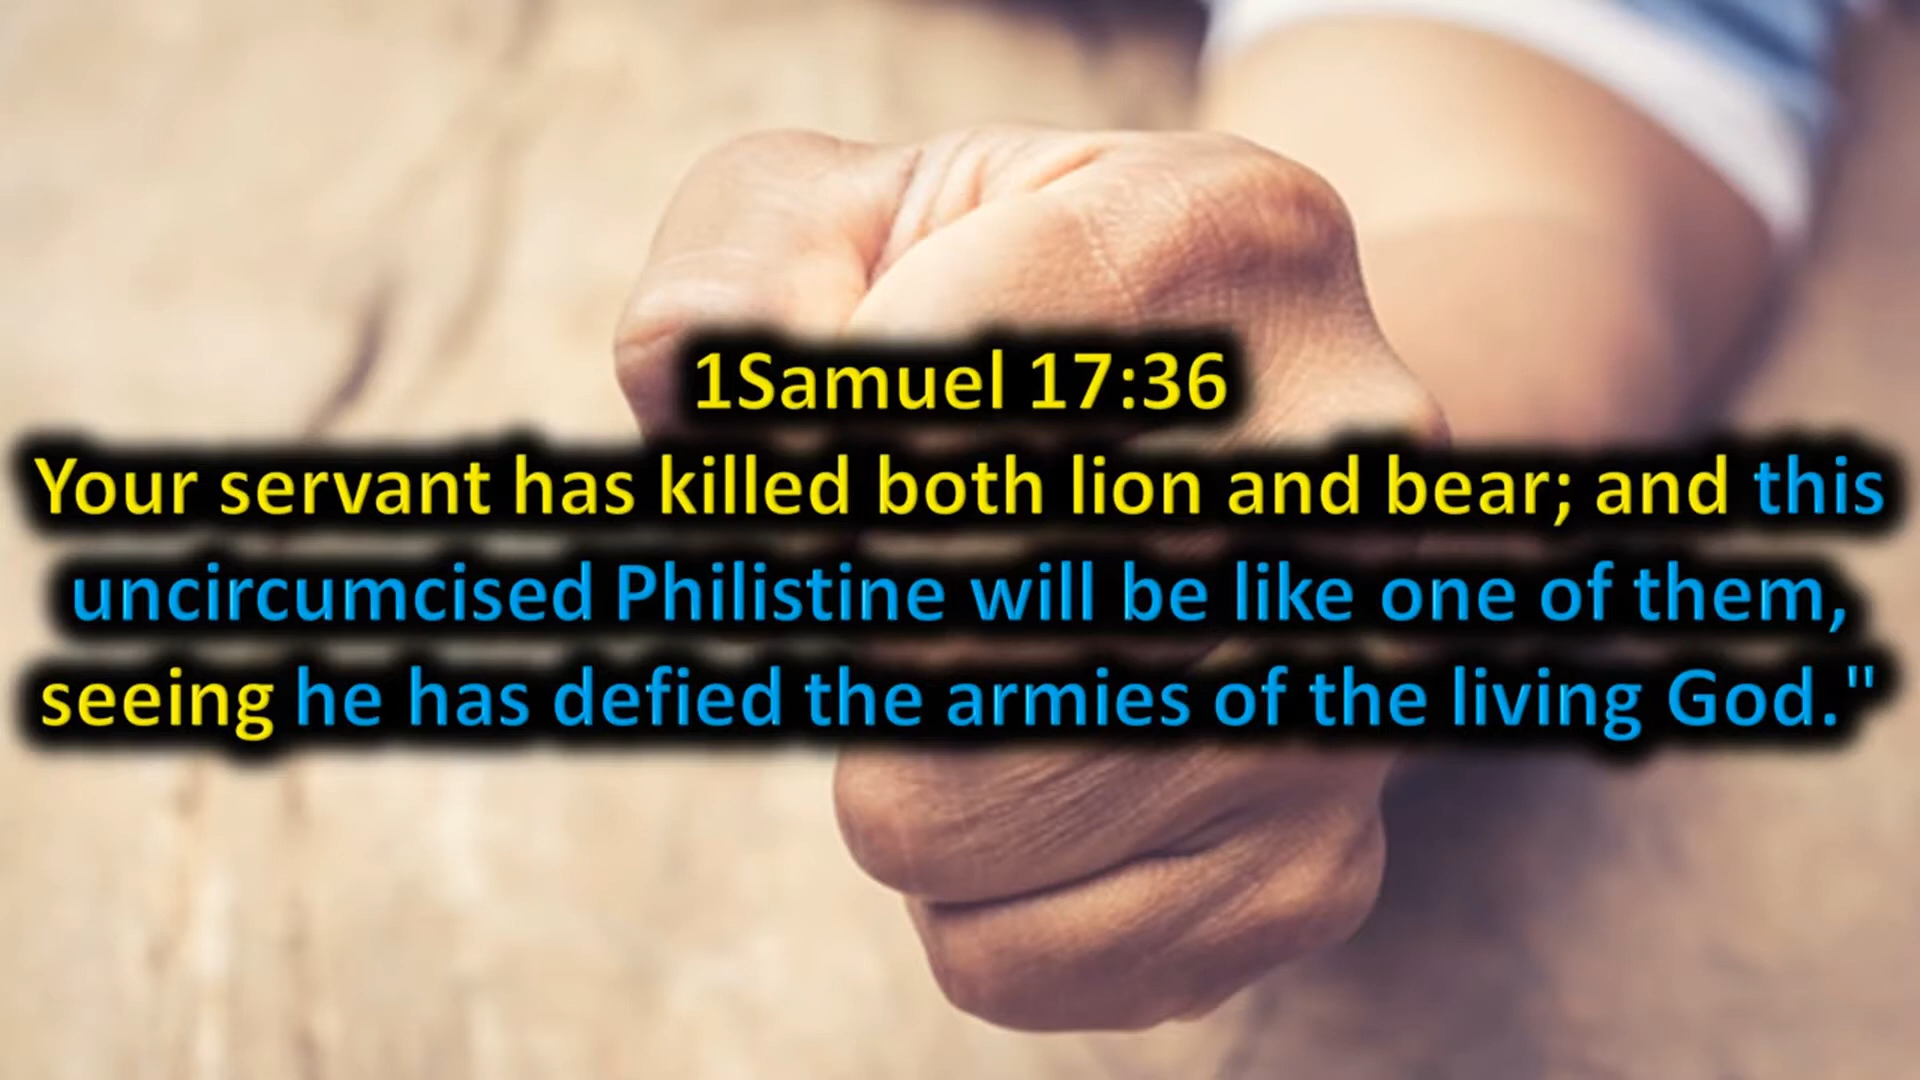 1Samuel 17:36
Your servant has killed both lion and bear; and this
uncircumcised Philistine will be like one of them,
seeing he has defied the armies of the living God."